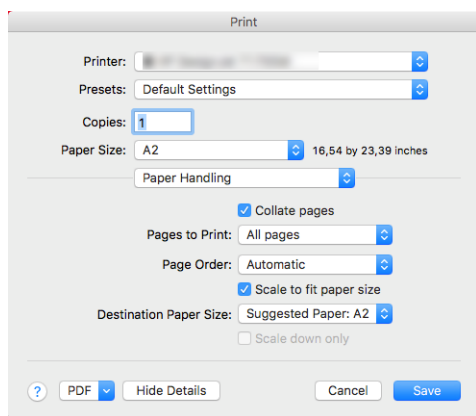 Print
Printer:
Presets: Default Settings
Copies: 1
Paper Size: A2 16,54 by 23,39 inches
Paper Handling
Collate pages
Pages to Print: All pages
Page Order: Automatic
Scale to fit paper size
Destination Paper Size: Suggested Paper: A2
Scale down only
? PDF Hide Details Cancel Save